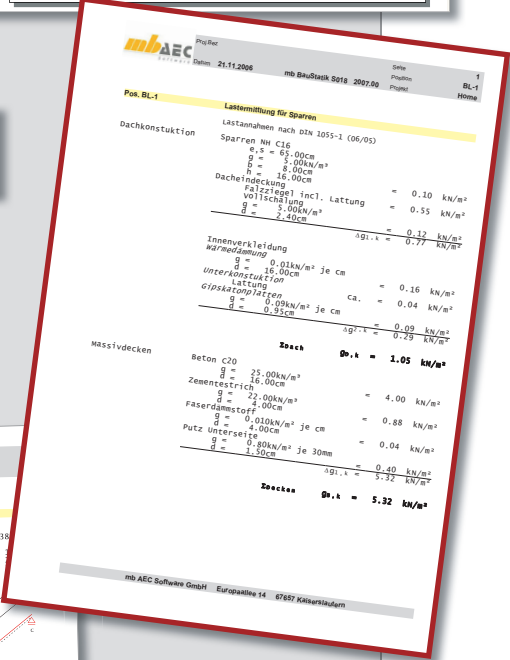 mbAEC
Software
Proj.Bez
Datum 21.11.2006 mb BauStatik S018 2007.00
Seite 1
Position BL-1
Projekt Home
Pos. BL-1 Lastermittlung für Sparren
Lastannahmen nach DIN 1055-1 (06/05)
Dachkonstuktion Sparren NH C16
e,s = 65.00cm
g = 5.00kN/m³
b = 8.00cm
h = 16.00cm = 0.10 kN/m²
Dacheindeckung
Falzziegel incl. Lattung = 0.55 kN/m²
Vollschalung
g = 5.00kN/m³
d = 2.40cm = 0.12 kN/m²
Δg1,k = 0.77 kN/m²
Innenverkleidung
Wärmedämmung
g = 0.01kN/m² je cm
d = 16.00cm = 0.16 kN/m²
Unterkonstuktion
Lattung ca. = 0.04 kN/m²
Gipskatonplatten
g = 0.09kN/m² je cm
d = 0.95cm = 0.09 kN/m²
Δg2,k = 0.29 kN/m²
ΣDach g0,k = 1.05 kN/m²
Massivdecken Beton C20
g = 25.00kN/m³
d = 16.00cm = 4.00 kN/m²
Zementestrich
g = 22.00kN/m³
d = 4.00cm = 0.88 kN/m²
Faserdammstoff
g = 0.010kN/m² je cm
d = 4.00cm = 0.04 kN/m²
Putz Unterseite
g = 0.80kN/m² je 30mm
d = 1.50cm = 0.40 kN/m²
Δg1,k = 5.32 kN/m²
ΣDecken g0,k = 5.32 kN/m²
mb AEC Software GmbH Europaallee 14 67657 Kaiserslautern
38